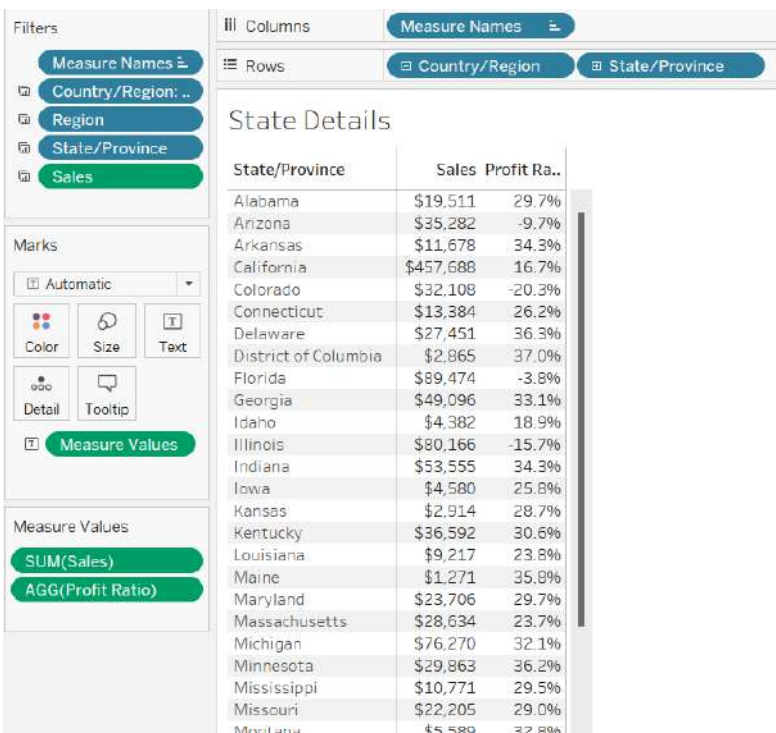 Filters
Measure Names
Country/Region: ..
Region
State/Province
Sales
Marks
Automatic
Color Size Text
Detail Tooltip
Measure Values
Measure Values
SUM(Sales)
AGG(Profit Ratio)
Columns Measure Names
Rows Country/Region State/Province
State Details
State/Province Sales Profit Ra..
Alabama $19,511 29.7%
Arizona $35,282 -9.7%
Arkansas $11,678 34.3%
California $457,688 16.7%
Colorado $32,108 -20.3%
Connecticut $13,384 26.2%
Delaware $27,451 36.3%
District of Columbia $2,865 37.0%
Florida $89,474 -3.8%
Georgia $49,096 33.1%
Idaho $4,382 18.9%
Illinois $80,166 -15.7%
Indiana $53,555 34.3%
Iowa $4,580 25.8%
Kansas $2,914 28.7%
Kentucky $36,592 30.6%
Louisiana $9,217 23.8%
Maine $1,271 35.8%
Maryland $23,706 29.7%
Massachusetts $28,634 23.7%
Michigan $76,270 32.1%
Minnesota $29,863 36.2%
Mississippi $10,771 29.5%
Missouri $22,205 29.0%
Montana $5,589 32.8%